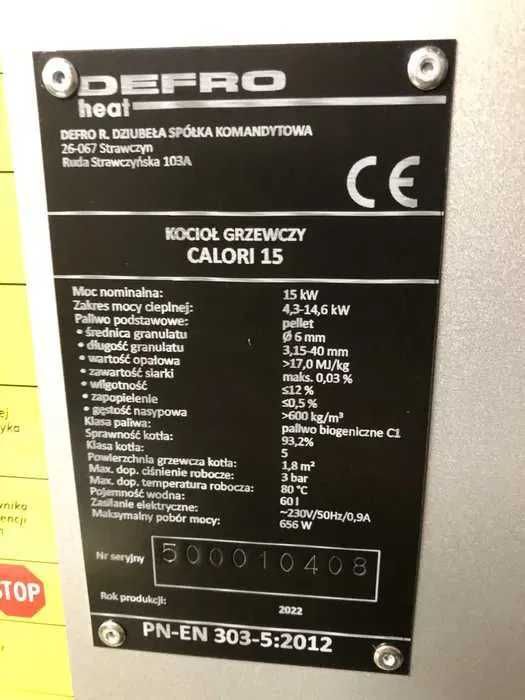 DEFRO
heat
DEFRO R. DZIUBEŁA SPÓŁKA KOMANDYTOWA
26-067 Strawczyn
Ruda Strawczyńska 103A
CE
KOCIOŁ GRZEWCZY
CALORI 15
Moc nominalna: 15 kW
Zakres mocy cieplnej: 4,3-14,6 kW
Paliwo podstawowe: pellet
• średnica granulatu Ø 6 mm
• długość granulatu 3,15-40 mm
• wartość opałowa >17,0 MJ/kg
• zawartość siarki maks. 0,03 %
• wilgotność ≤12 %
• zapopielenie ≤0,5 %
• gęstość nasypowa >600 kg/m³
Klasa paliwa: paliwo biogeniczne C1
Sprawność kotła: 93,2%
Klasa kotła: 5
Powierzchnia grzewcza kotła: 1,8 m²
Max. dop. ciśnienie robocze: 3 bar
Max. dop. temperatura robocza: 80 °C
Pojemność wodna: 60 l
Zasilanie elektryczne: ~230V/50Hz/0,9A
Maksymalny pobór mocy: 656 W
Nr seryjny 500010408
Rok produkcji: 2022
PN-EN 303-5:2012
STOP